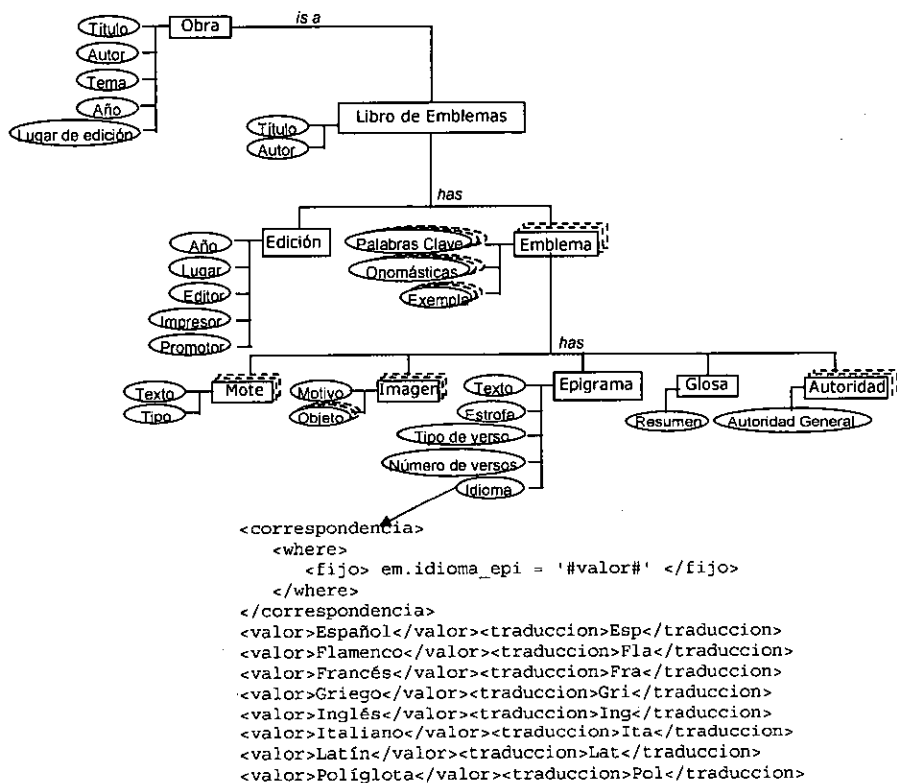 Obra
is a
Título
Autor
Tema
Año
Lugar de edición
Libro de Emblemas
Título
Autor
has
Edición
Año
Lugar
Editor
Impresor
Promotor
Palabras Clave
Onomásticas
Exempla
Emblema
has
Mote
Texto
Tipo
Imagen
Motivo
Objeto
Epigrama
Texto
Estrofa
Tipo de verso
Número de versos
Idioma
Glosa
Resumen
Autoridad
Autoridad General
<correspondencia>
<where>
<fijo> em.idioma_epi = '#valor#' </fijo>
</where>
</correspondencia>
<valor>Español</valor><traduccion>Esp</traduccion>
<valor>Flamenco</valor><traduccion>Fla</traduccion>
<valor>Francés</valor><traduccion>Fra</traduccion>
<valor>Griego</valor><traduccion>Gri</traduccion>
<valor>Inglés</valor><traduccion>Ing</traduccion>
<valor>Italiano</valor><traduccion>Ita</traduccion>
<valor>Latín</valor><traduccion>Lat</traduccion>
<valor>Políglota</valor><traduccion>Pol</traduccion>